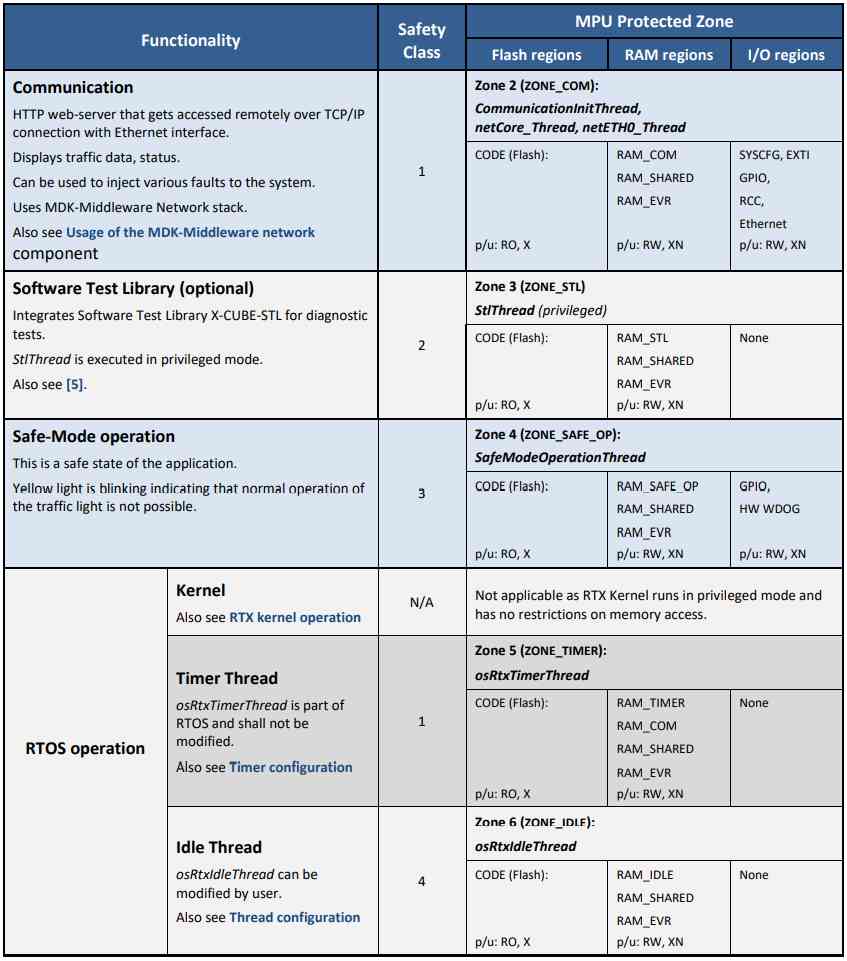 Functionality
Safety
Class
MPU Protected Zone
Flash regions
RAM regions
I/O regions
Communication
HTTP web-server that gets accessed remotely over TCP/IP
connection with Ethernet interface.
Displays traffic data, status.
Can be used to inject various faults to the system.
Uses MDK-Middleware Network stack.
Also see Usage of the MDK-Middleware network
component
1
Zone 2 (ZONE_COM):
CommunicationInitThread,
netCore_Thread, netETH0_Thread
CODE (Flash):
p/u: RO, X
RAM_COM
RAM_SHARED
RAM_EVR
p/u: RW, XN
SYSCFG, EXTI
GPIO,
RCC,
Ethernet
p/u: RW, XN
Software Test Library (optional)
Integrates Software Test Library X-CUBE-STL for diagnostic
tests.
StlThread is executed in privileged mode.
Also see [5].
2
Zone 3 (ZONE_STL)
StlThread (privileged)
CODE (Flash):
p/u: RO, X
RAM_STL
RAM_SHARED
RAM_EVR
p/u: RW, XN
None
Safe-Mode operation
This is a safe state of the application.
Yellow light is blinking indicating that normal operation of
the traffic light is not possible.
3
Zone 4 (ZONE_SAFE_OP):
SafeModeOperationThread
CODE (Flash):
p/u: RO, X
RAM_SAFE_OP
RAM_SHARED
RAM_EVR
p/u: RW, XN
GPIO,
HW WDOG
p/u: RW, XN
RTOS operation
Kernel
Also see RTX kernel operation
N/A
Not applicable as RTX Kernel runs in privileged mode and
has no restrictions on memory access.
Timer Thread
osRtxTimerThread is part of
RTOS and shall not be
modified.
Also see Timer configuration
1
Zone 5 (ZONE_TIMER):
osRtxTimerThread
CODE (Flash):
p/u: RO, X
RAM_TIMER
RAM_COM
RAM_SHARED
RAM_EVR
p/u: RW, XN
None
Idle Thread
osRtxIdleThread can be
modified by user.
Also see Thread configuration
4
Zone 6 (ZONE_IDLE):
osRtxIdleThread
CODE (Flash):
p/u: RO, X
RAM_IDLE
RAM_SHARED
RAM_EVR
p/u: RW, XN
None